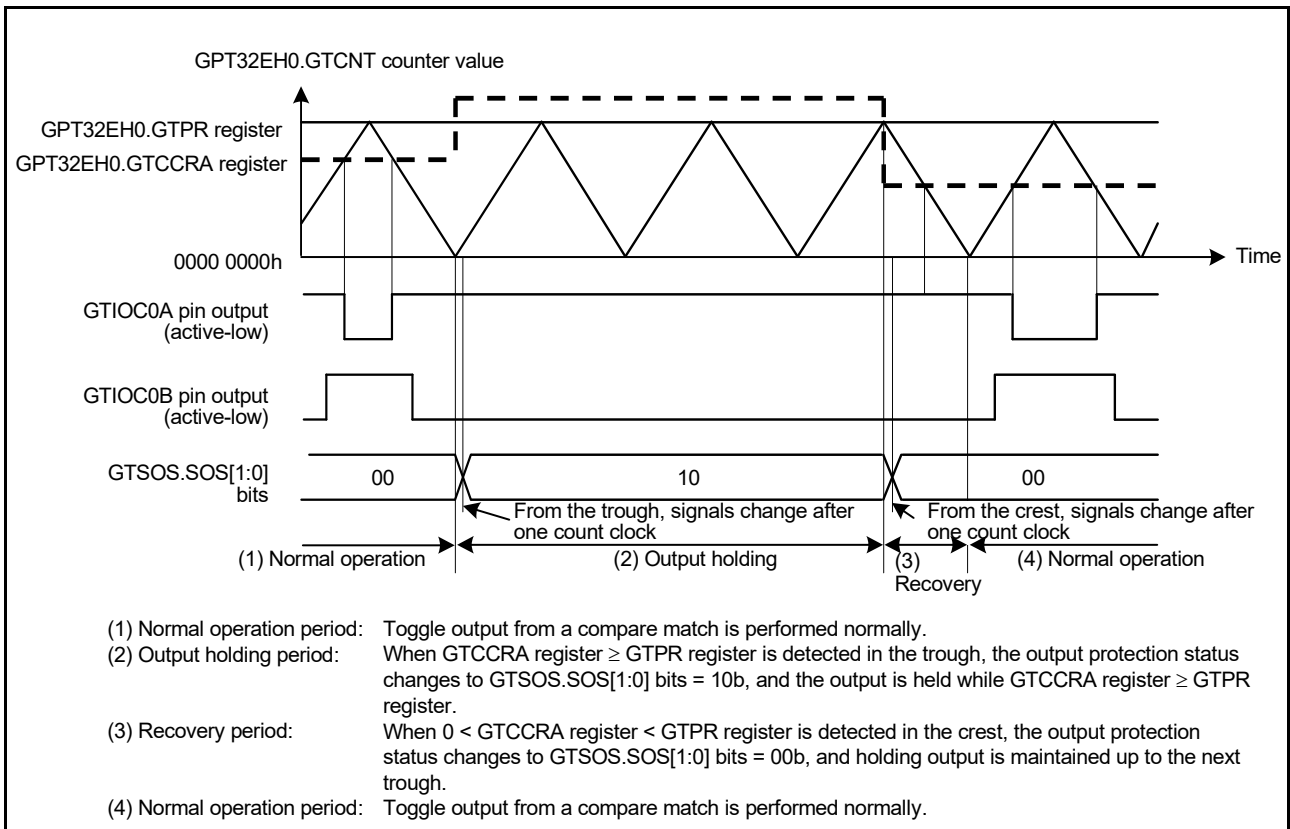 GPT32EH0.GTCNT counter value
GPT32EH0.GTPR register
GPT32EH0.GTCCRA register
0000 0000h
Time
GTIOC0A pin output
(active-low)
GTIOC0B pin output
(active-low)
GTSOS.SOS[1:0]
bits
00
10
00
From the trough, signals change after
one count clock
From the crest, signals change after
one count clock
(1) Normal operation
(2) Output holding
(3)
Recovery
(4) Normal operation
(1) Normal operation period: Toggle output from a compare match is performed normally.
(2) Output holding period: When GTCCRA register ≥ GTPR register is detected in the trough, the output protection status
changes to GTSOS.SOS[1:0] bits = 10b, and the output is held while GTCCRA register ≥ GTPR
register.
(3) Recovery period: When 0 < GTCCRA register < GTPR register is detected in the crest, the output protection
status changes to GTSOS.SOS[1:0] bits = 00b, and holding output is maintained up to the next
trough.
(4) Normal operation period: Toggle output from a compare match is performed normally.